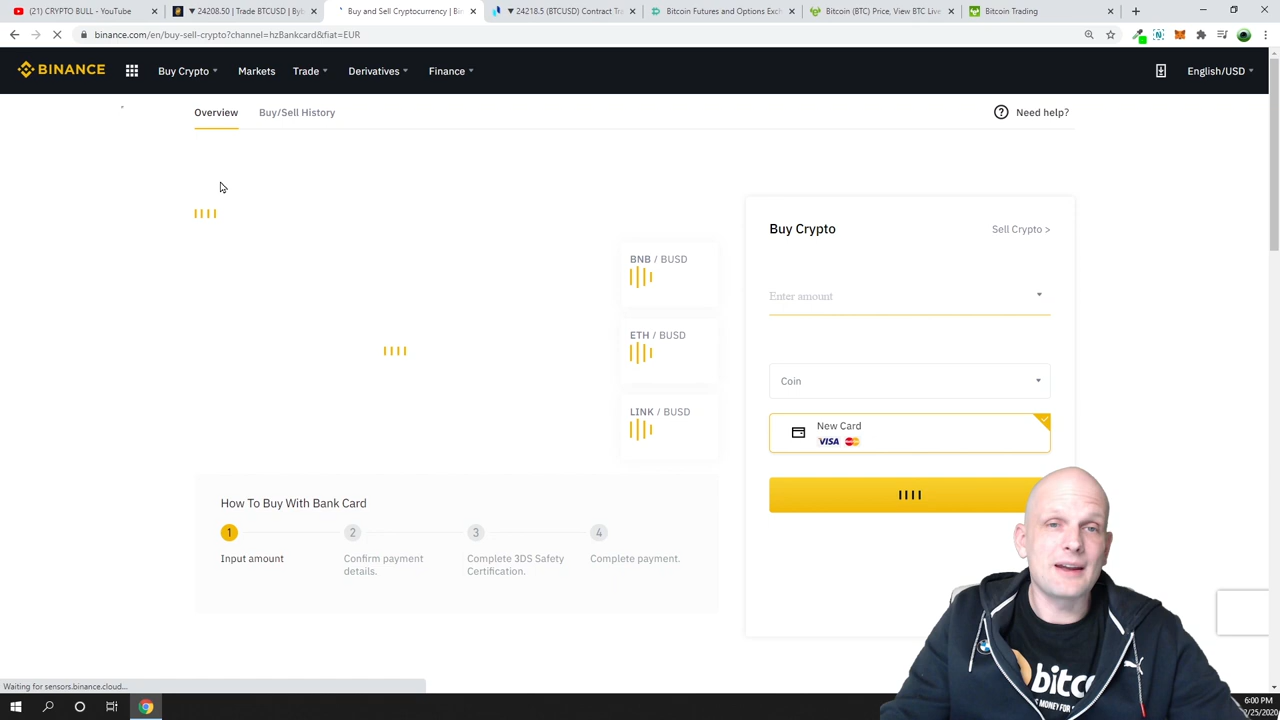 (21) CRYPTO BULL - YouTube
▼ 24208.50 | Trade BTCUSD | Byb
Buy and Sell Cryptocurrency | Bin
▼ 24218.5 (BTCUSD) Contract Tra
Bitcoin Futures and Options Exch
Bitcoin (BTC) Price, View BTC Live
Bitcoin Trading
binance.com/en/buy-sell-crypto?channel=hzBankcard&fiat=EUR
BINANCE
Buy Crypto
Markets
Trade
Derivatives
Finance
English/USD
Overview
Buy/Sell History
Need help?
Buy Crypto
Sell Crypto >
BNB / BUSD
Enter amount
ETH / BUSD
Coin
LINK / BUSD
New Card
VISA
How To Buy With Bank Card
1
2
3
4
Input amount
Confirm payment
details.
Complete 3DS Safety
Certification.
Complete payment.
Waiting for sensors.binance.cloud...
6:00 PM
/25/2020